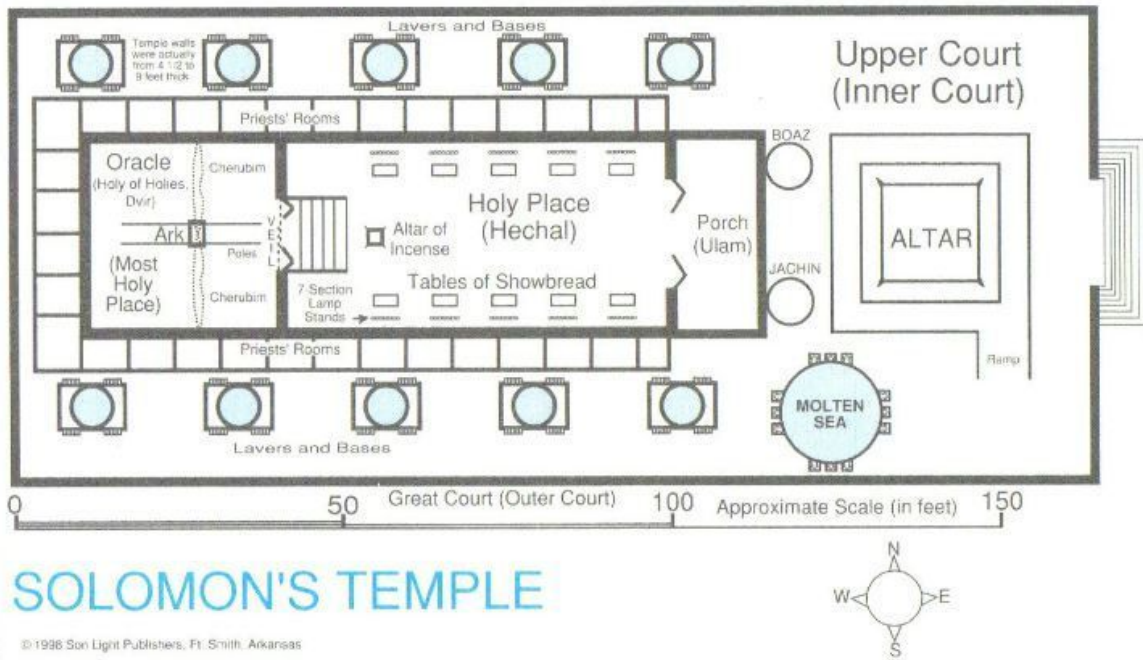 Lavers and Bases
Temple walls
were actually
from 4 1/2 to
9 feet thick
Upper Court
(Inner Court)
Priests' Rooms
BOAZ
Oracle
(Holy of Holies,
Dvir)
Cherubim
Ark
Poles
VEIL
(Most
Holy
Place)
Cherubim
Altar of
Incense
Holy Place
(Hechal)
Tables of Showbread
7-Section
Lamp
Stands
Porch
(Ulam)
ALTAR
JACHIN
Ramp
Priests' Rooms
MOLTEN
SEA
Lavers and Bases
0 50 Great Court (Outer Court) 100 Approximate Scale (in feet) 150
SOLOMON'S TEMPLE
N
W E
S
© 1998 Son Light Publishers, Ft. Smith, Arkansas